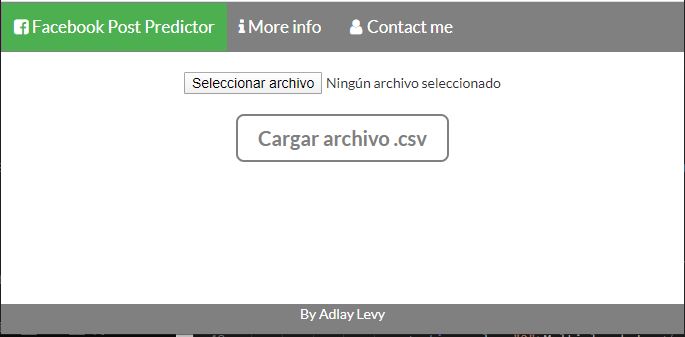 Facebook Post Predictor More info Contact me
Seleccionar archivo Ningún archivo seleccionado
Cargar archivo .csv
By Adlay Levy